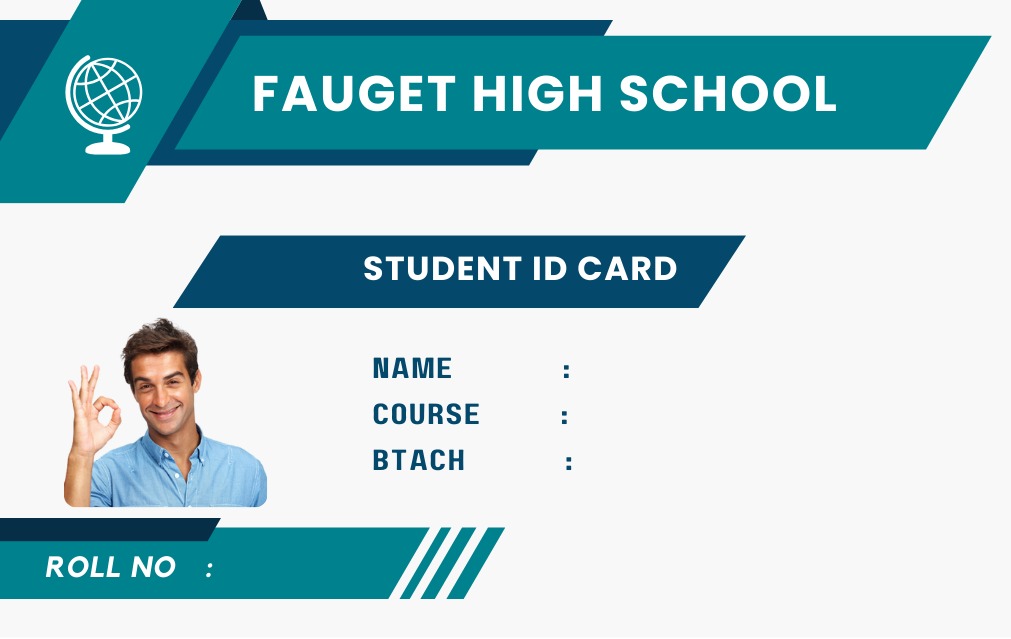 FAUGET HIGH SCHOOL
STUDENT ID CARD
NAME :
COURSE :
BTACH :
ROLL NO :